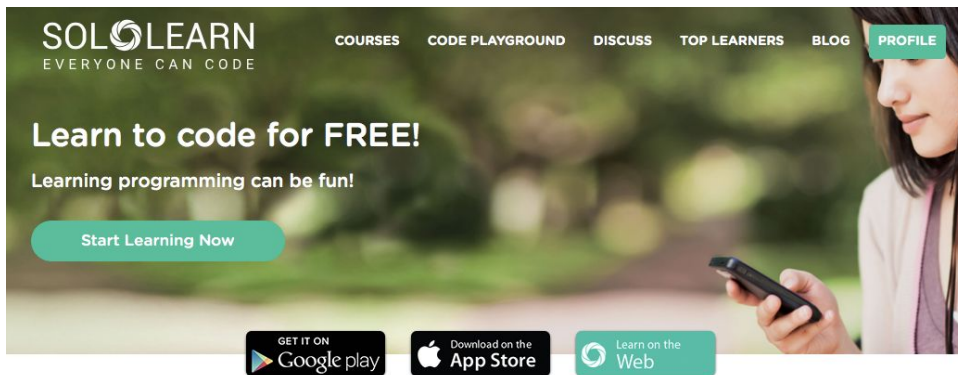 SOLOLEARN
EVERYONE CAN CODE
COURSES CODE PLAYGROUND DISCUSS TOP LEARNERS BLOG PROFILE
Learn to code for FREE!
Learning programming can be fun!
Start Learning Now
GET IT ON
Google play
Download on the
App Store
Learn on the
Web